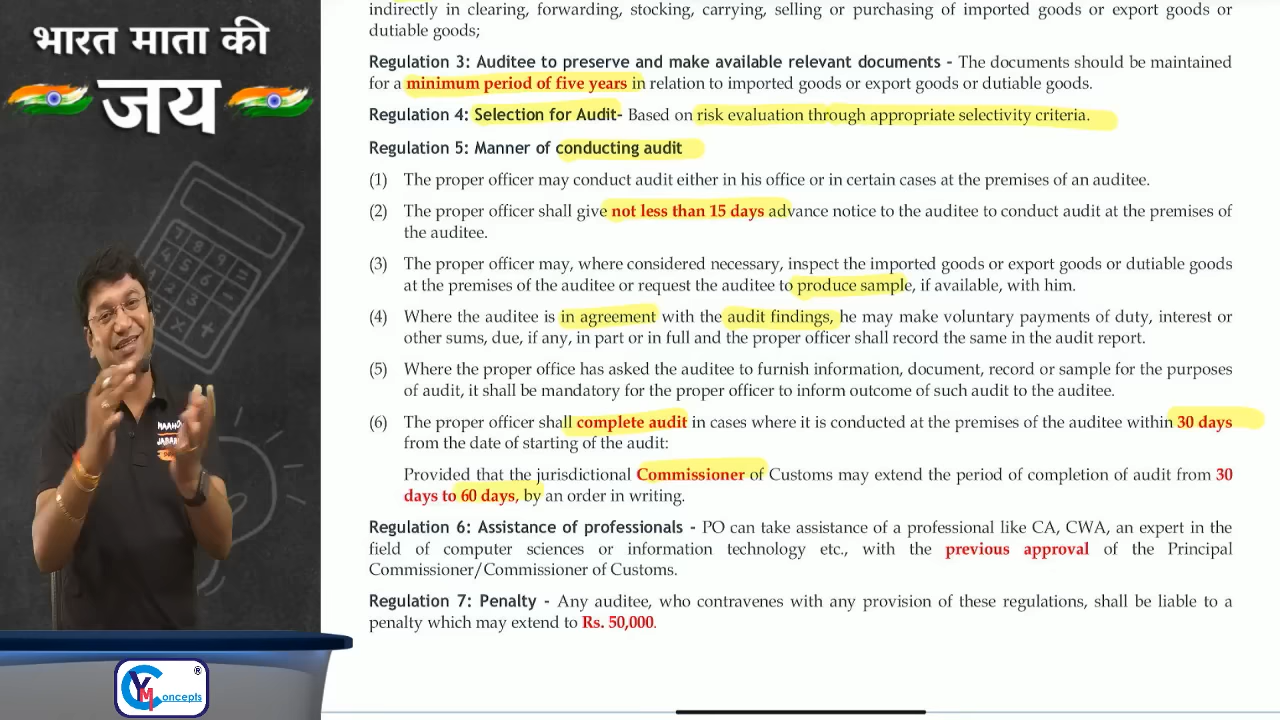 भारत माता की
जय
indirectly in clearing, forwarding, stocking, carrying, selling or purchasing of imported goods or export goods or
dutiable goods;
Regulation 3: Auditee to preserve and make available relevant documents - The documents should be maintained
for a minimum period of five years in relation to imported goods or export goods or dutiable goods.
Regulation 4: Selection for Audit- Based on risk evaluation through appropriate selectivity criteria.
Regulation 5: Manner of conducting audit
(1) The proper officer may conduct audit either in his office or in certain cases at the premises of an auditee.
(2) The proper officer shall give not less than 15 days advance notice to the auditee to conduct audit at the premises of
the auditee.
(3) The proper officer may, where considered necessary, inspect the imported goods or export goods or dutiable goods
at the premises of the auditee or request the auditee to produce sample, if available, with him.
(4) Where the auditee is in agreement with the audit findings, he may make voluntary payments of duty, interest or
other sums, due, if any, in part or in full and the proper officer shall record the same in the audit report.
(5) Where the proper office has asked the auditee to furnish information, document, record or sample for the purposes
of audit, it shall be mandatory for the proper officer to inform outcome of such audit to the auditee.
(6) The proper officer shall complete audit in cases where it is conducted at the premises of the auditee within 30 days
from the date of starting of the audit:
Provided that the jurisdictional Commissioner of Customs may extend the period of completion of audit from 30
days to 60 days, by an order in writing.
Regulation 6: Assistance of professionals - PO can take assistance of a professional like CA, CWA, an expert in the
field of computer sciences or information technology etc., with the previous approval of the Principal
Commissioner/Commissioner of Customs.
Regulation 7: Penalty - Any auditee, who contravenes with any provision of these regulations, shall be liable to a
penalty which may extend to Rs. 50,000.
YMConcepts ®